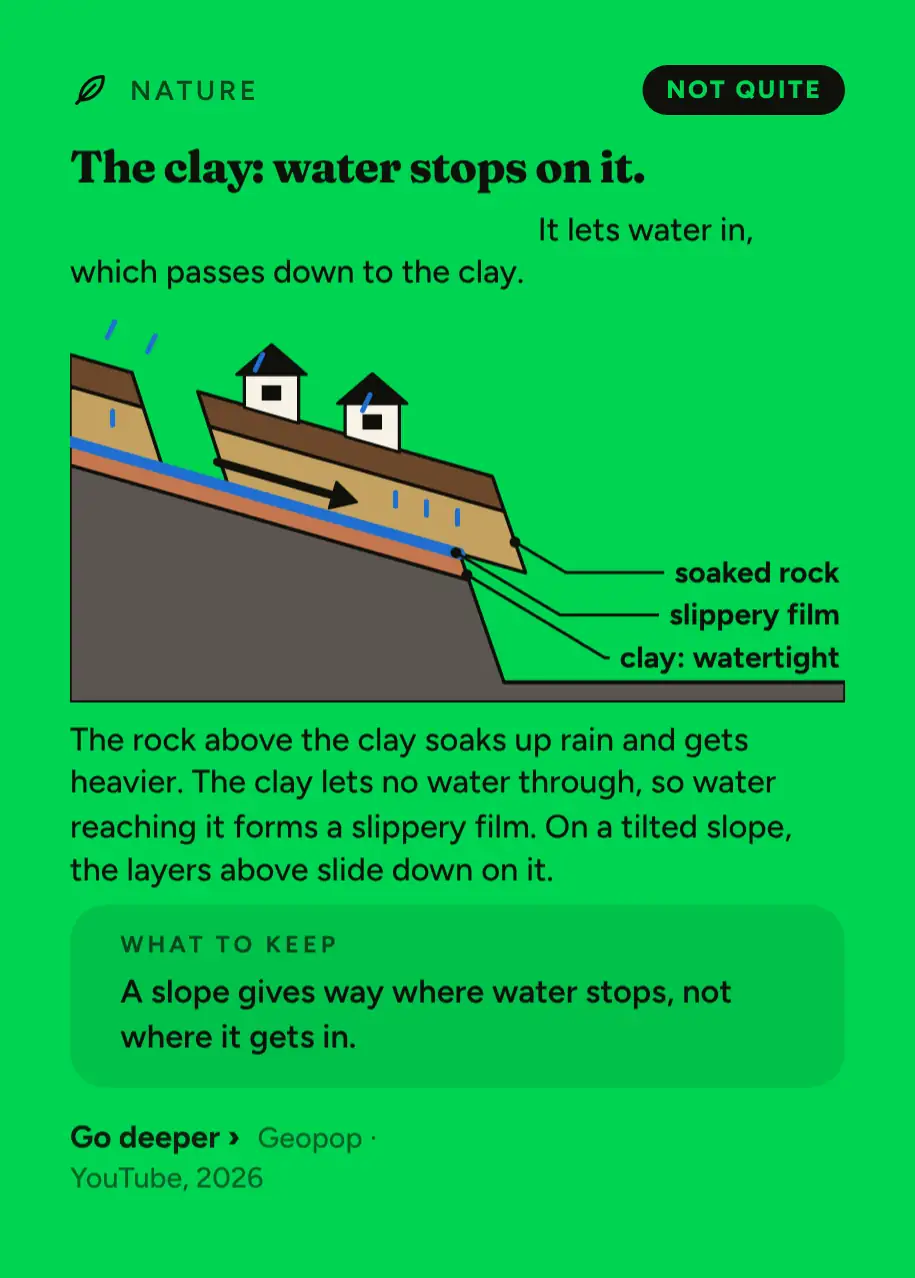 NATURE
NOT QUITE
The clay: water stops on it.
It lets water in,
which passes down to the clay.
soaked rock
slippery film
clay: watertight
The rock above the clay soaks up rain and gets
heavier. The clay lets no water through, so water
reaching it forms a slippery film. On a tilted slope,
the layers above slide down on it.
WHAT TO KEEP
A slope gives way where water stops, not
where it gets in.
Go deeper › Geopop ·
YouTube, 2026